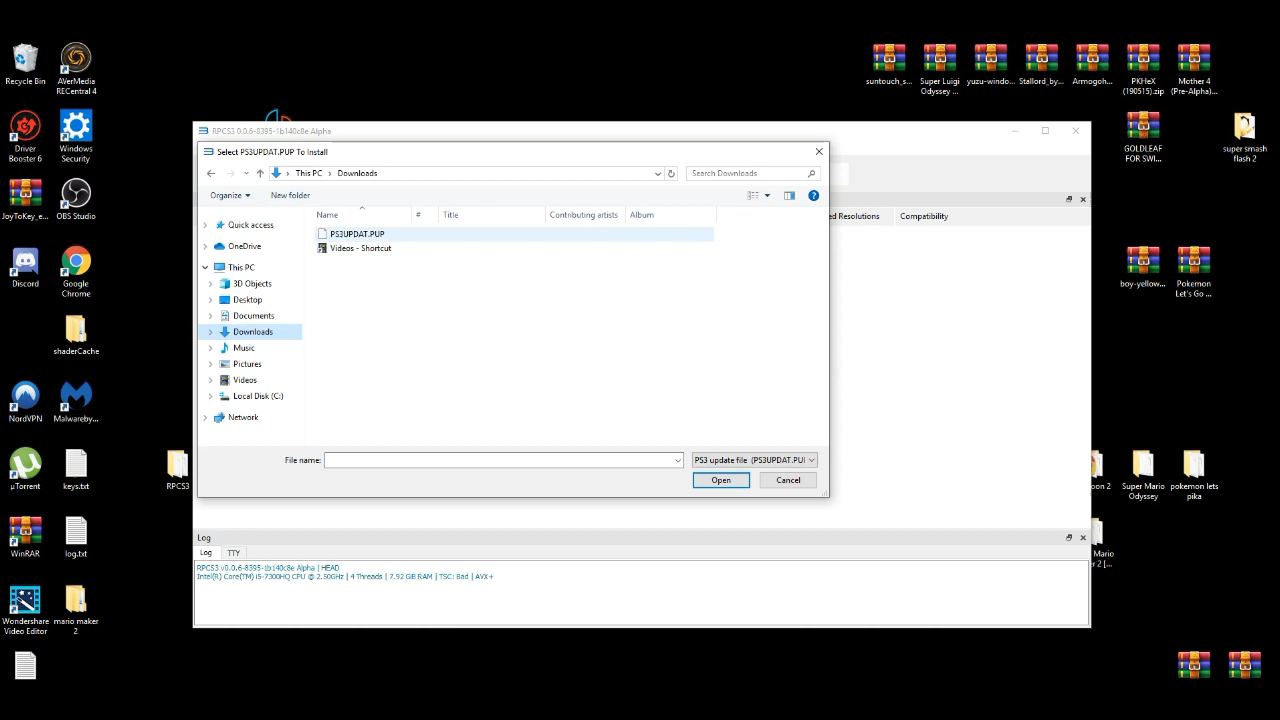 Recycle Bin
AVerMedia
RECentral 4
suntouch_s...
Super Luigi
Odyssey ...
yuzu-windo...
Stallord_by...
Armogoh...
PKHeX
(190515).zip
Mother 4
(Pre-Alpha)...
Driver
Booster 6
Windows
Security
GOLDLEAF
FOR SWI...
super smash
flash 2
JoyToKey_e...
OBS Studio
Discord
Google
Chrome
boy-yellow...
Pokemon
Let's Go ...
shaderCache
NordVPN
Malwareby...
µTorrent
keys.txt
RPCS3
oon 2
Super Mario
Odyssey
pokemon lets
pika
WinRAR
log.txt
Mario
r 2 [...
Wondershare
Video Editor
mario maker
2
RPCS3 0.0.6-8395-1b140c8e Alpha
Select PS3UPDAT.PUP To Install
This PC > Downloads
Search Downloads
Organize
New folder
Name # Title Contributing artists Album
Quick access
OneDrive
This PC
3D Objects
Desktop
Documents
Downloads
Music
Pictures
Videos
Local Disk (C:)
Network
PS3UPDAT.PUP
Videos - Shortcut
File name:
PS3 update file (PS3UPDAT.PUI
Open
Cancel
ed Resolutions
Compatibility
Log
Log TTY
RPCS3 v0.0.6-8395-1b140c8e Alpha | HEAD
Intel(R) Core(TM) i5-7300HQ CPU @ 2.50GHz | 4 Threads | 7.92 GiB RAM | TSC: Bad | AVX+